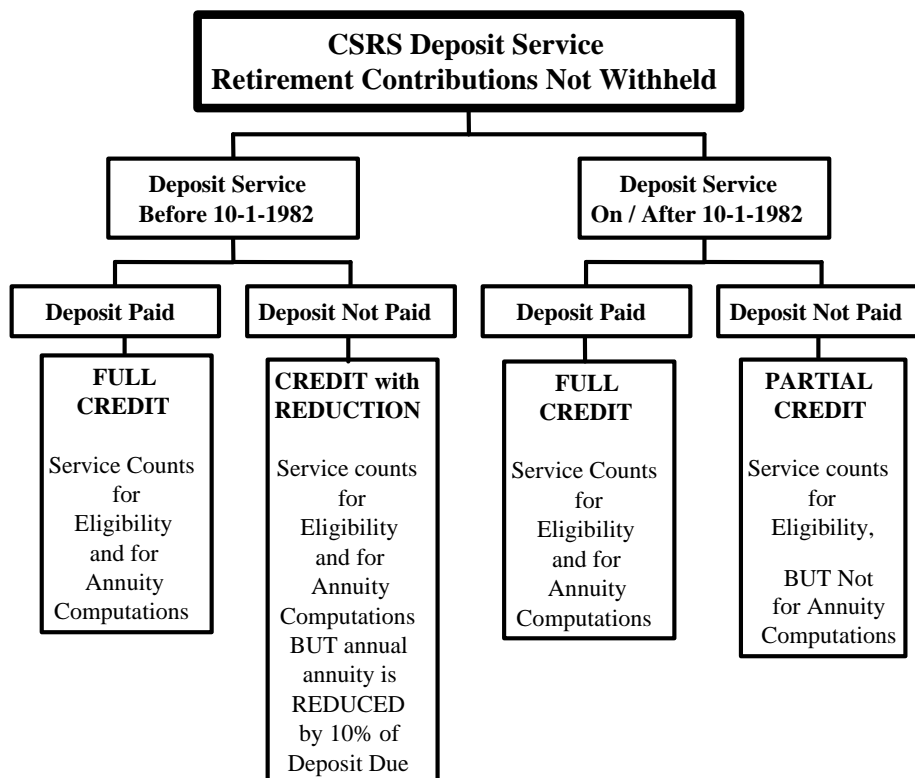 CSRS Deposit Service
Retirement Contributions Not Withheld
Deposit Service
Before 10-1-1982
Deposit Service
On / After 10-1-1982
Deposit Paid
Deposit Not Paid
Deposit Paid
Deposit Not Paid
FULL
CREDIT
Service Counts
for
Eligibility
and for
Annuity
Computations
CREDIT with
REDUCTION
Service counts
for
Eligibility
and for
Annuity
Computations
BUT annual
annuity is
REDUCED
by 10% of
Deposit Due
FULL
CREDIT
Service Counts
for
Eligibility
and for
Annuity
Computations
PARTIAL
CREDIT
Service counts
for
Eligibility,
BUT Not
for Annuity
Computations